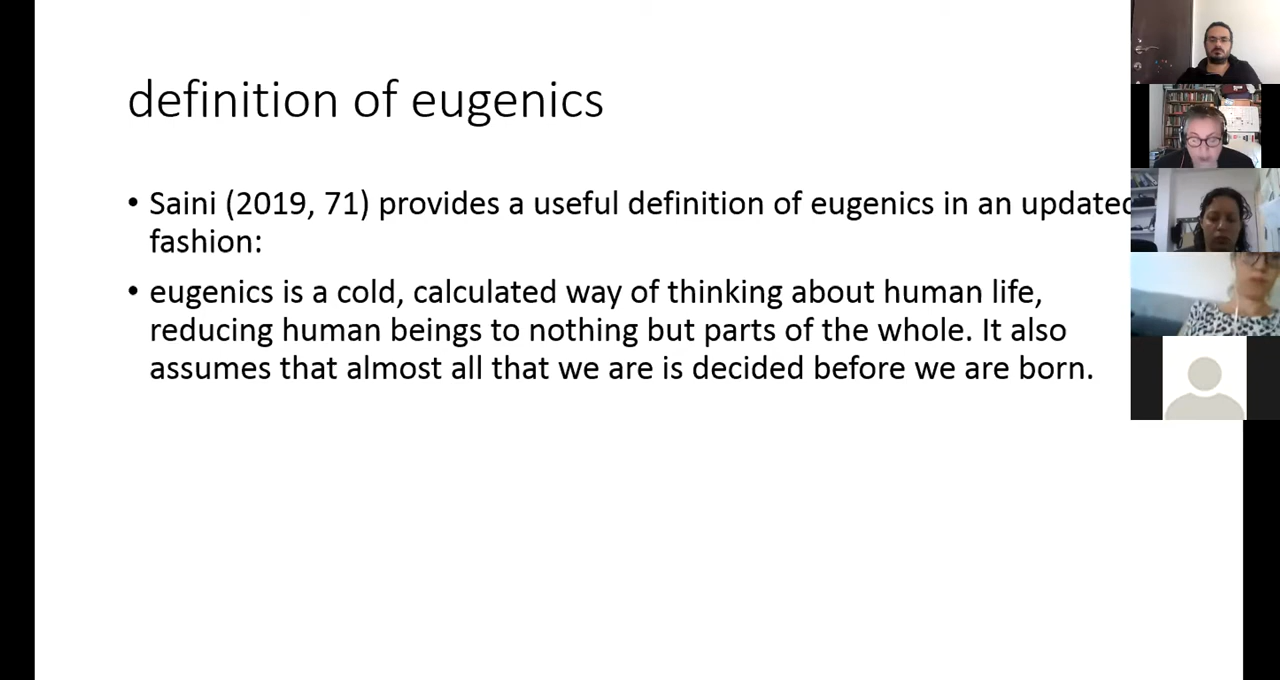 definition of eugenics
• Saini (2019, 71) provides a useful definition of eugenics in an updated
fashion:
• eugenics is a cold, calculated way of thinking about human life,
reducing human beings to nothing but parts of the whole. It also
assumes that almost all that we are is decided before we are born.